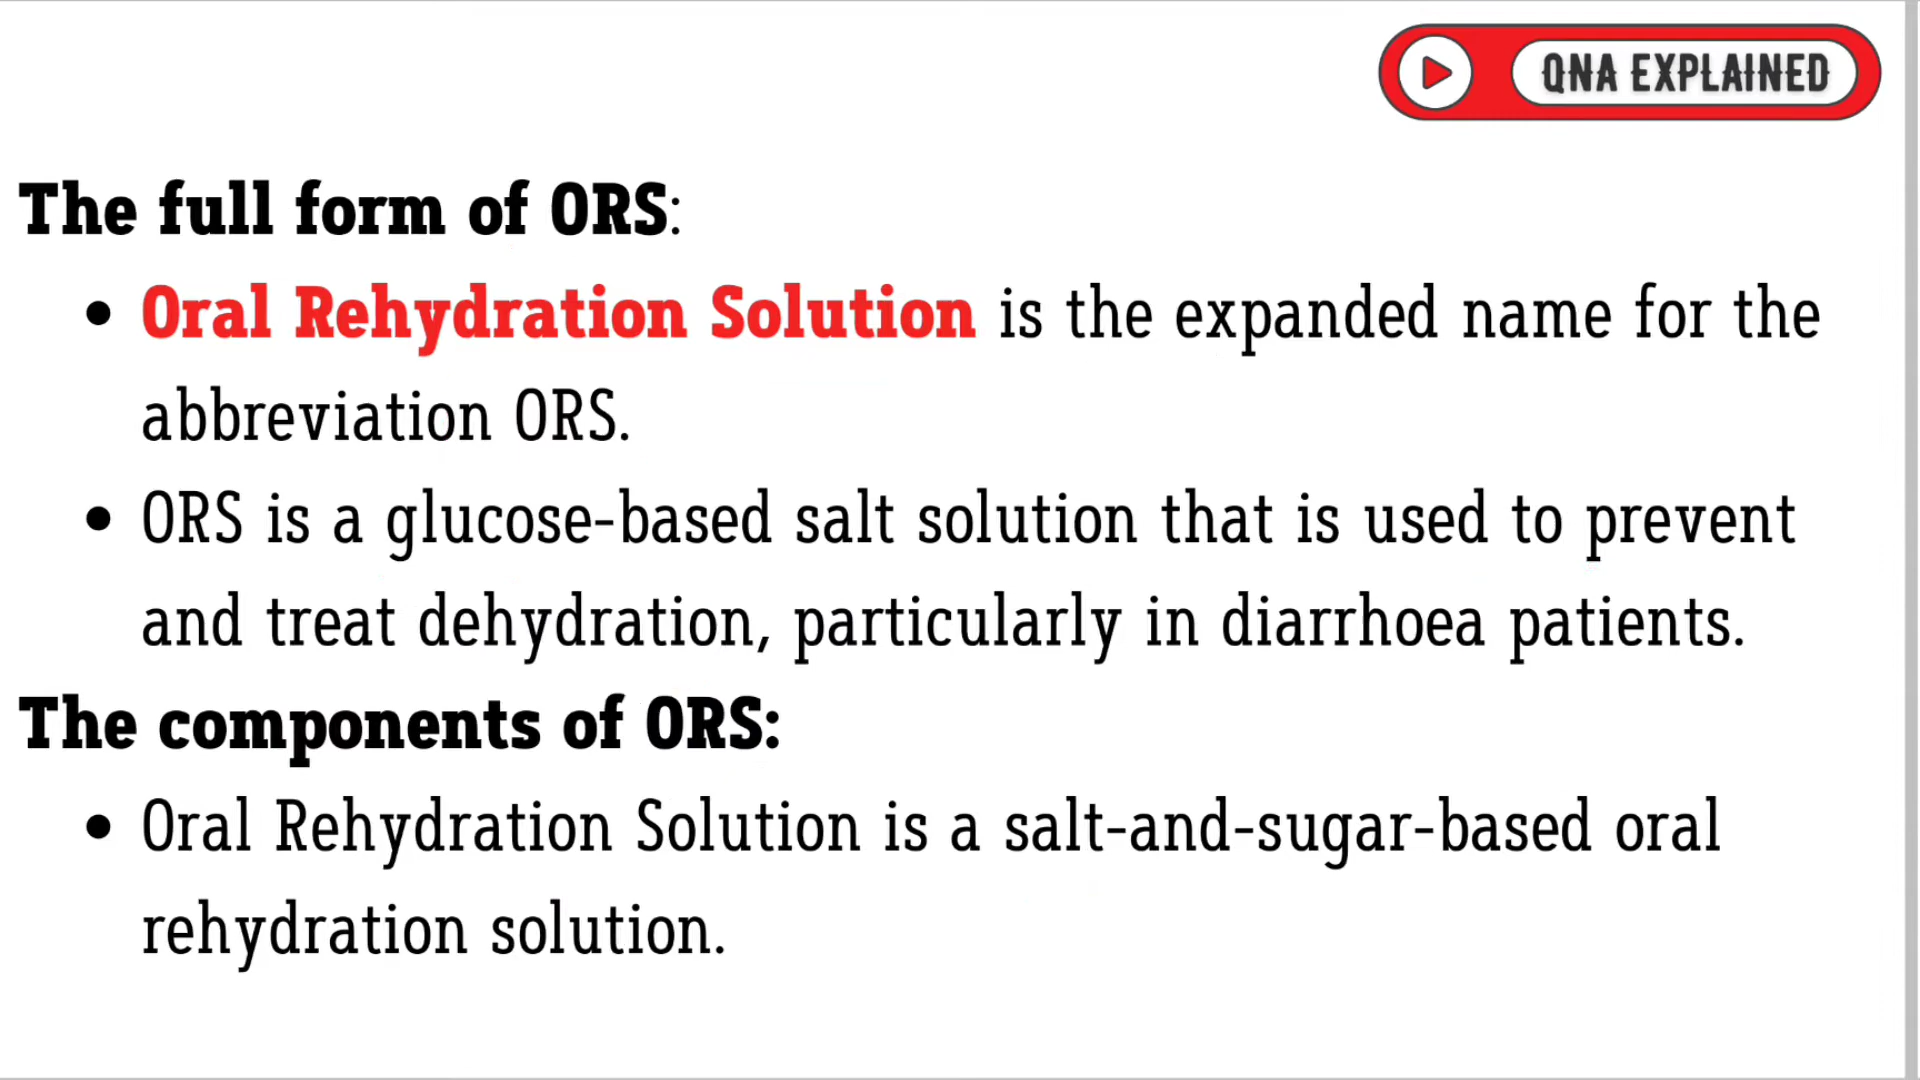 QNA EXPLAINED
The full form of ORS:
• Oral Rehydration Solution is the expanded name for the
abbreviation ORS.
• ORS is a glucose-based salt solution that is used to prevent
and treat dehydration, particularly in diarrhoea patients.
The components of ORS:
• Oral Rehydration Solution is a salt-and-sugar-based oral
rehydration solution.